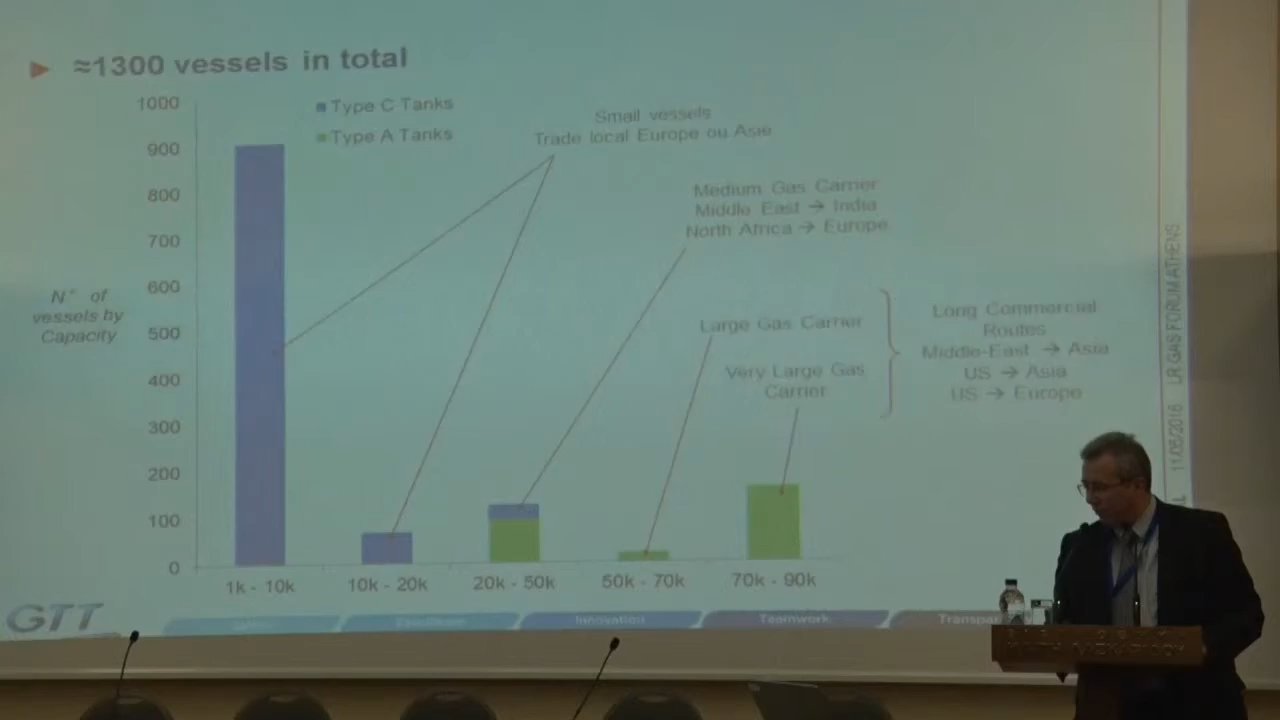 ≈1300 vessels in total
1000
900
800
700
600
500
400
300
200
100
0
N° of
vessels by
Capacity
Type C Tanks
Type A Tanks
Small vessels
Trade local Europe ou Asie
Medium Gas Carrier
Middle East → India
North Africa → Europe
Large Gas Carrier
Very Large Gas
Carrier
Long Commercial
Routes
Middle-East → Asia
US → Asia
US → Europe
1k - 10k
10k - 20k
20k - 50k
50k - 70k
70k - 90k
GTT
Excellence
Innovation
Teamwork
LR GAS FORUM ATHENS